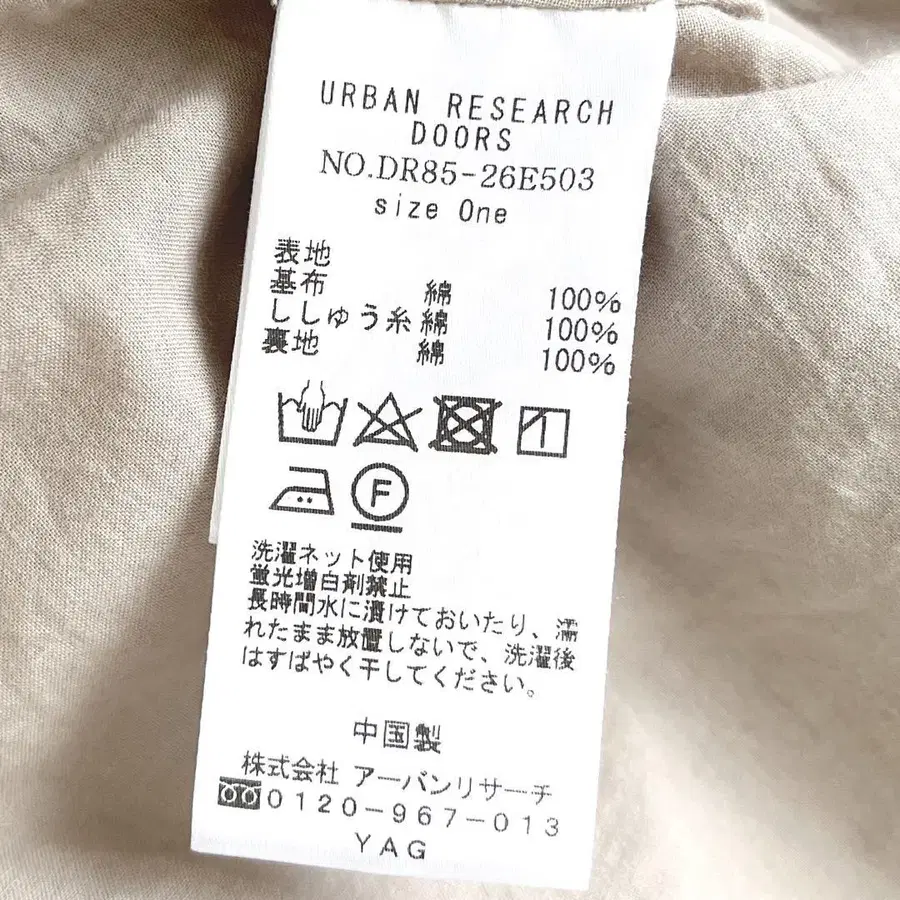 URBAN RESEARCH
DOORS
NO.DR85-26E503
size One
表地
基布 綿 100%
ししゅう糸 綿 100%
裏地 綿 100%
F
洗濯ネット使用
蛍光増白剤禁止
長時間水に漬けておいたり、濡
れたまま放置しないで、洗濯後
はすばやく干してください。
中国製
株式会社 アーバンリサーチ
0120-967-013
YAG